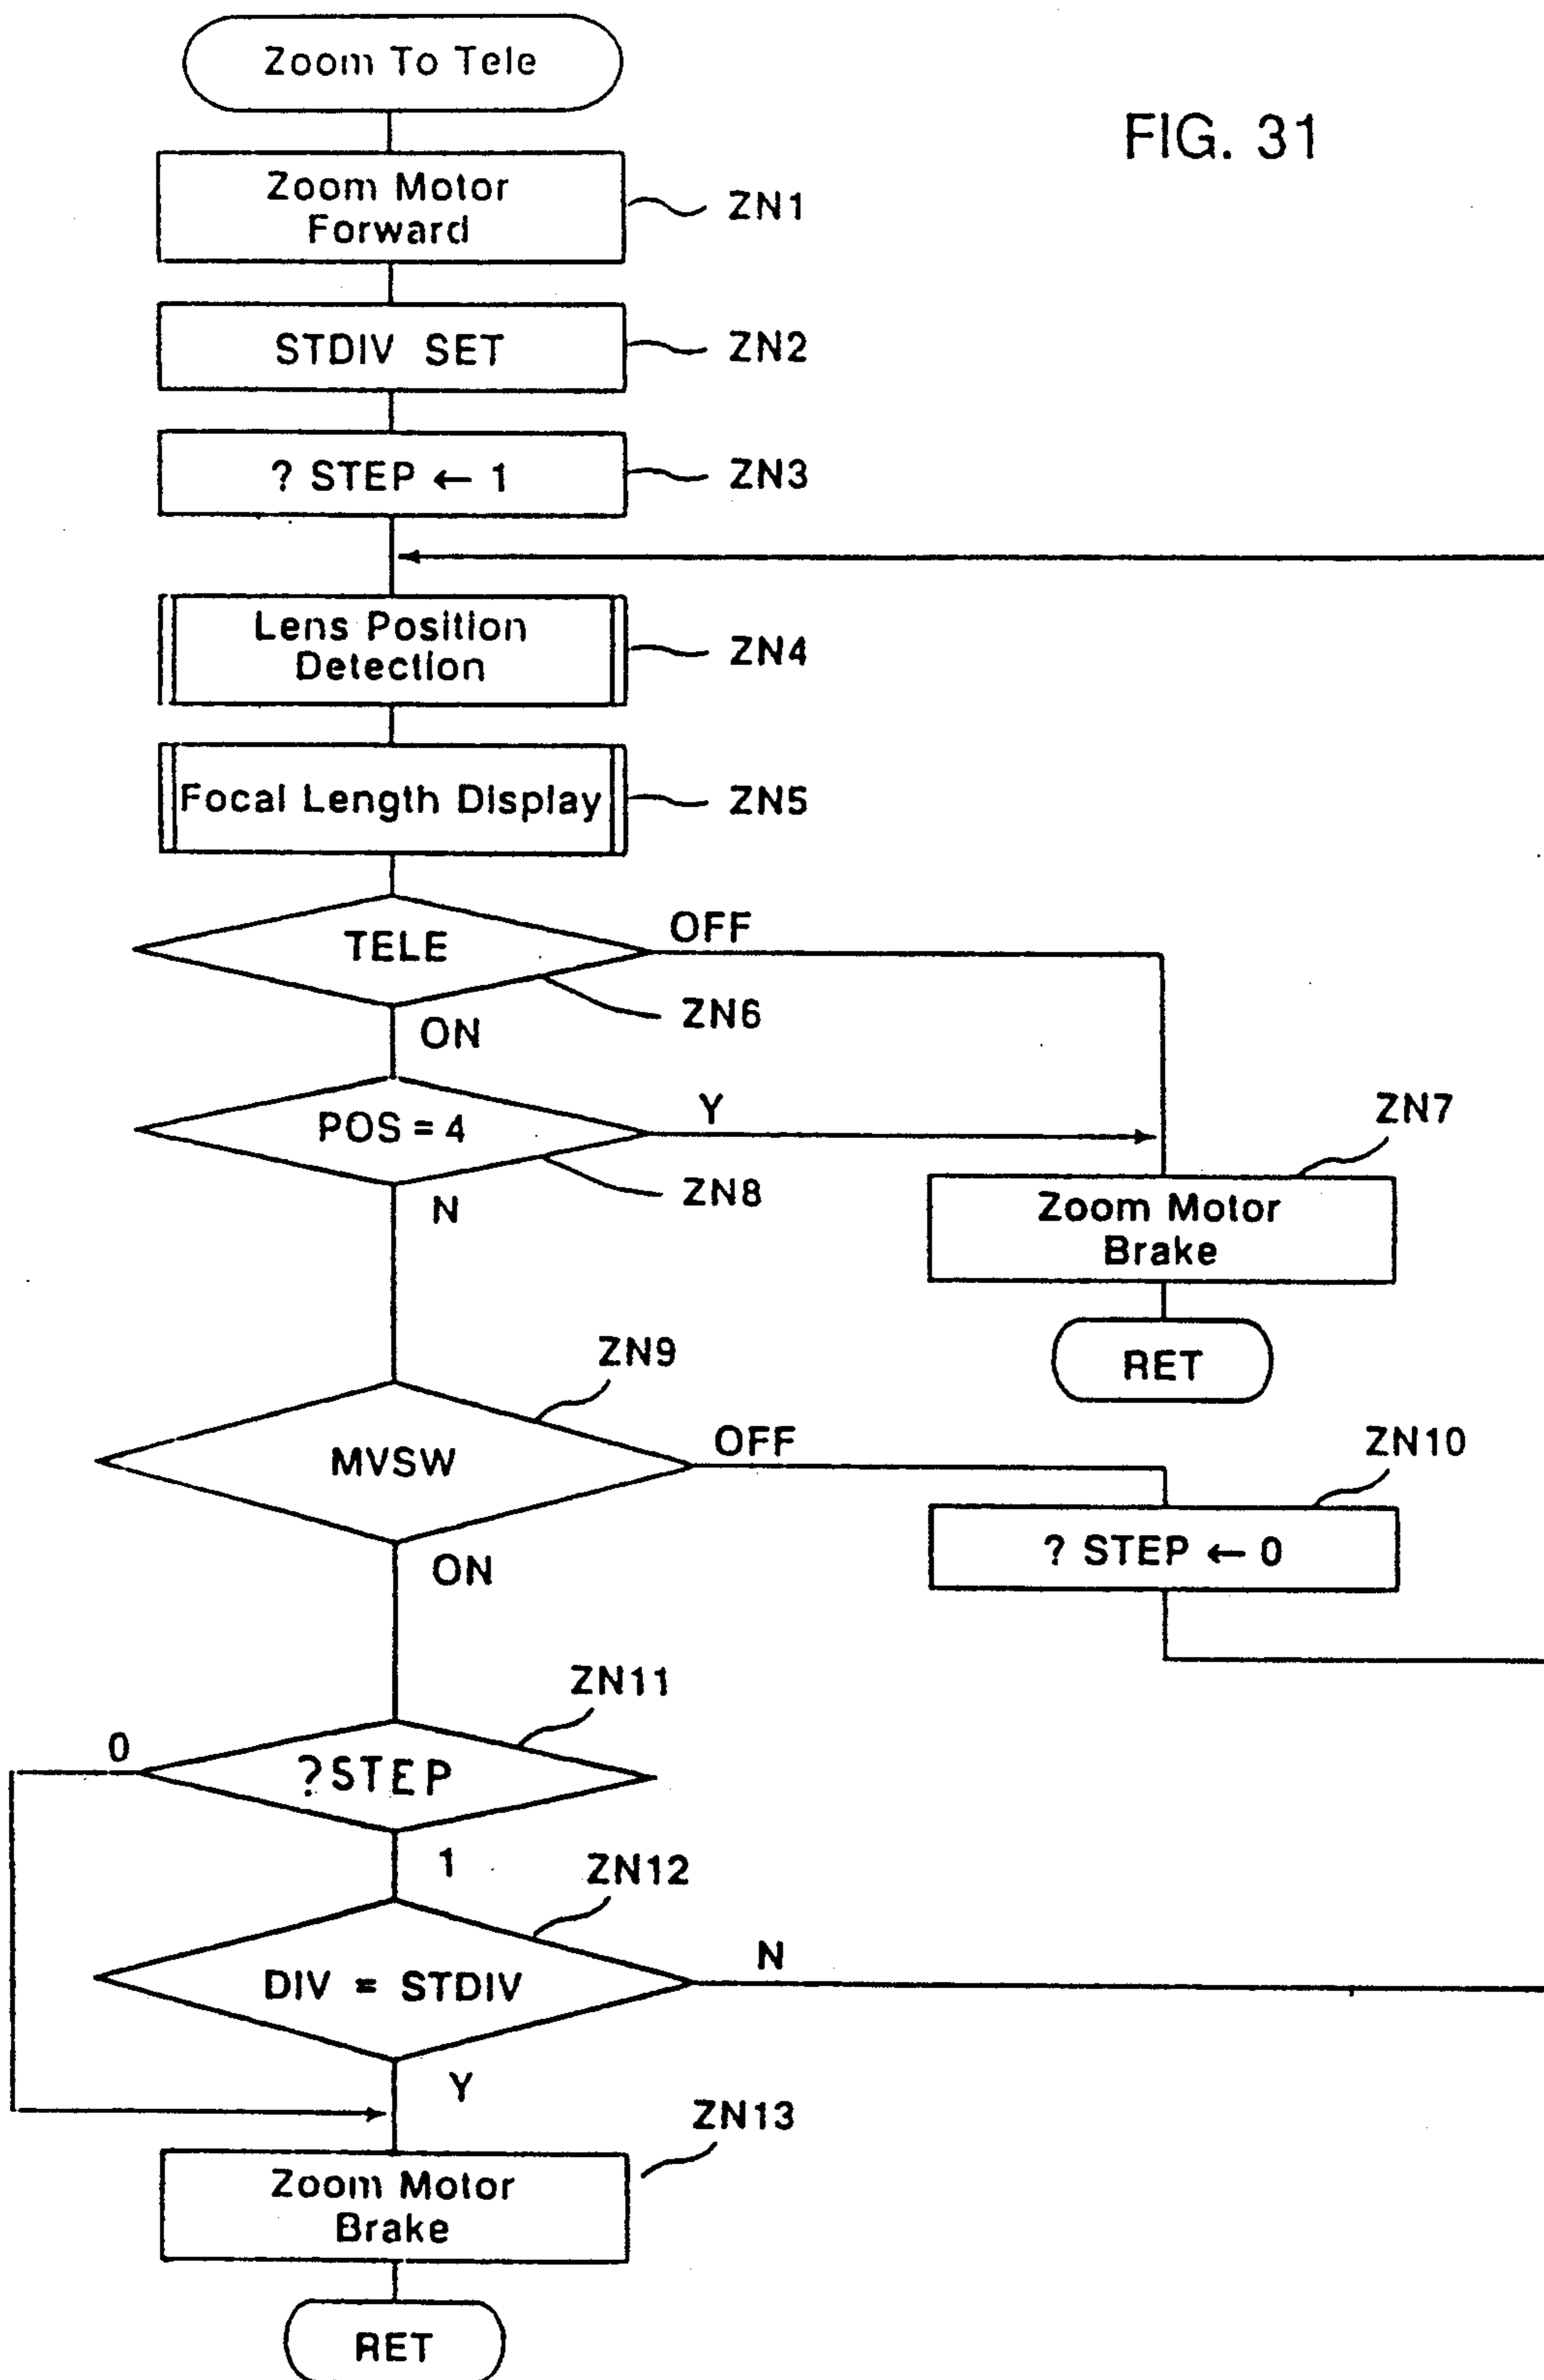 Zoom To Tele
FIG. 31
Zoom Motor
Forward
ZN1
STDIV SET
ZN2
? STEP ← 1
ZN3
Lens Position
Detection
ZN4
Focal Length Display
ZN5
TELE
OFF
ZN6
ON
POS = 4
Y
ZN8
N
ZN7
Zoom Motor
Brake
RET
ZN9
MVSW
OFF
ON
ZN10
? STEP ← 0
ZN11
0
?STEP
1
ZN12
DIV = STDIV
N
Y
ZN13
Zoom Motor
Brake
RET